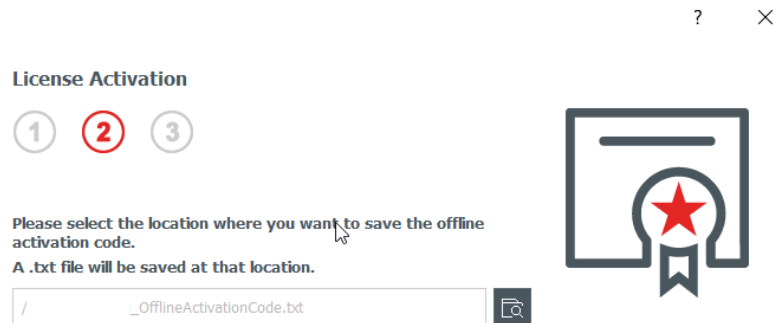 ?
License Activation
1 2 3
Please select the location where you want to save the offline
activation code.
A .txt file will be saved at that location.
/ _OfflineActivationCode.txt